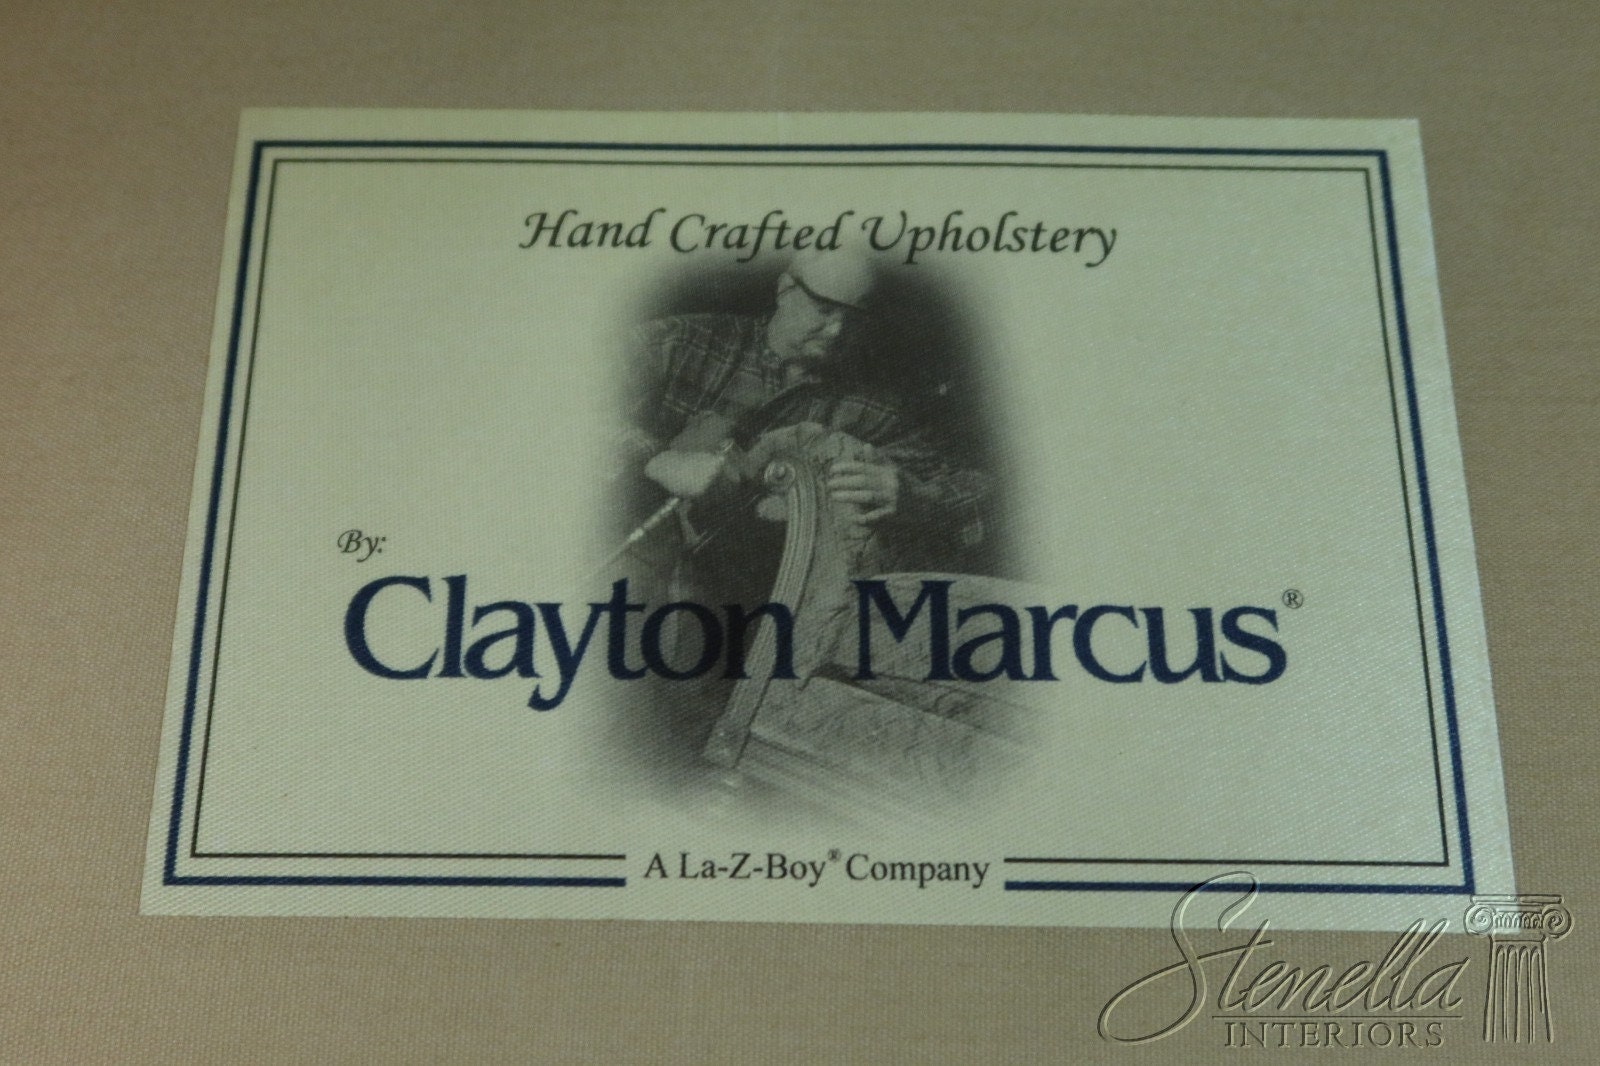 Hand Crafted Upholstery
By:
Clayton Marcus®
A La-Z-Boy® Company
Stenella
INTERIORS